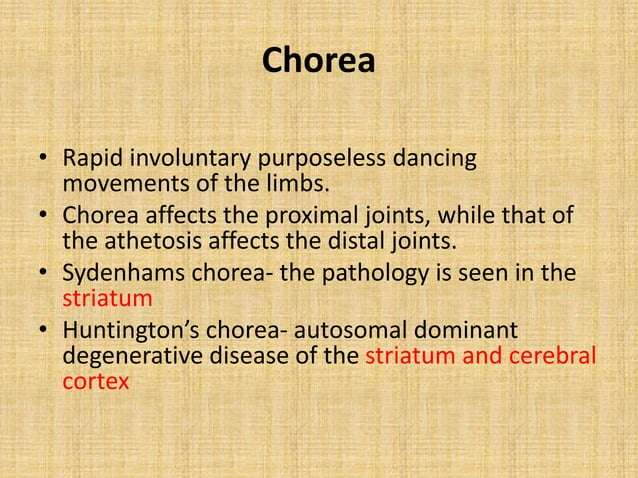 Chorea
• Rapid involuntary purposeless dancing
movements of the limbs.
• Chorea affects the proximal joints, while that of
the athetosis affects the distal joints.
• Sydenhams chorea- the pathology is seen in the
striatum
• Huntington’s chorea- autosomal dominant
degenerative disease of the striatum and cerebral
cortex